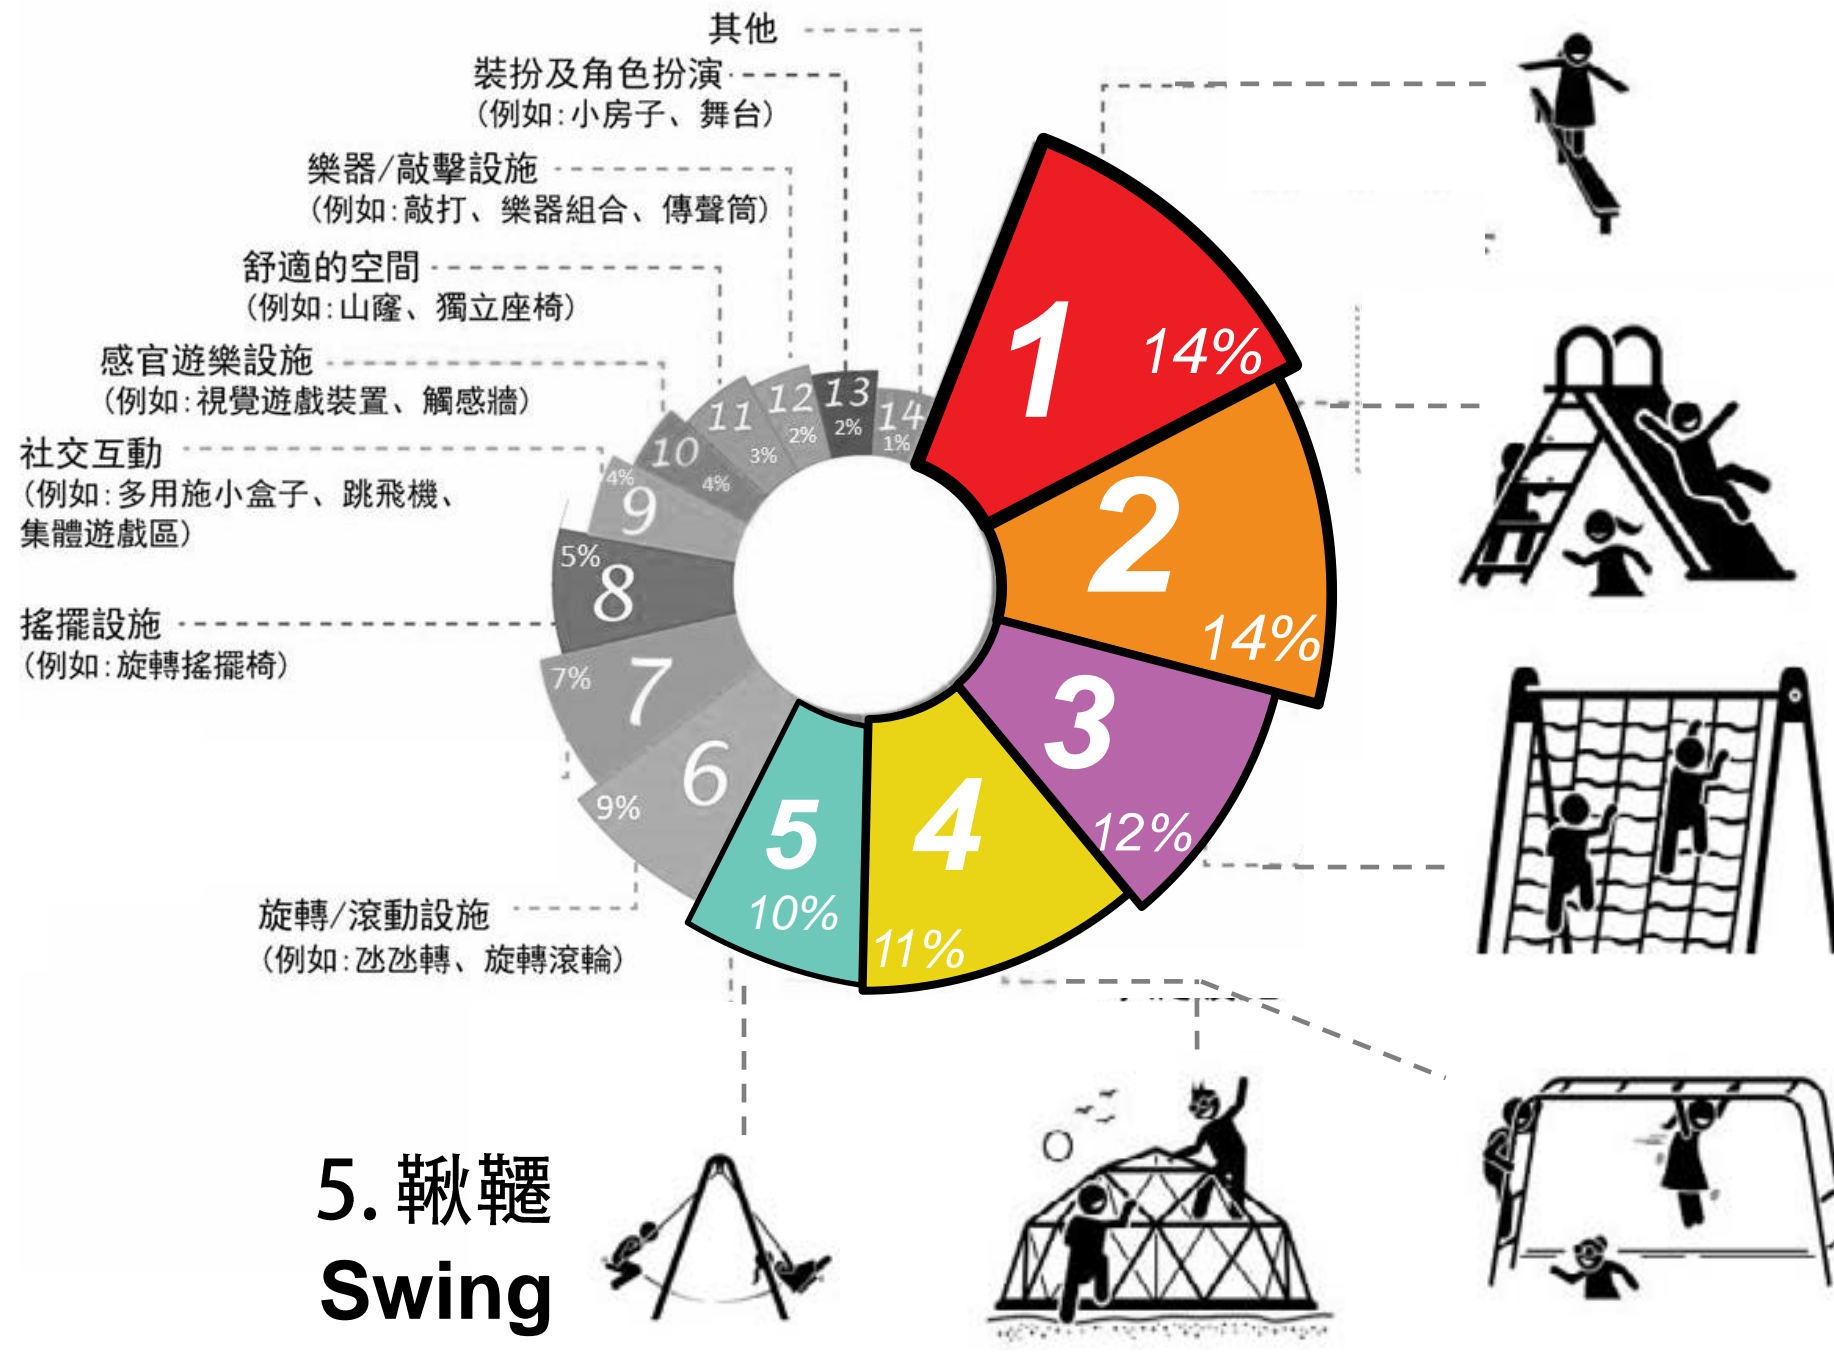 其他
裝扮及角色扮演
(例如:小房子、舞台)
樂器/敲擊設施
(例如:敲打、樂器組合、傳聲筒)
舒適的空間
(例如:山窿、獨立座椅)
感官遊樂設施
(例如:視覺遊戲裝置、觸感牆)
社交互動
(例如:多用施小盒子、跳飛機、
集體遊戲區)
搖擺設施
(例如:旋轉搖擺椅)
旋轉/滾動設施
(例如:氹氹轉、旋轉滾輪)
1
14%
2
14%
3
12%
4
11%
5
10%
6
9%
7
7%
8
5%
9
4%
10
4%
11
3%
12
2%
13
2%
14
1%
5. 鞦韆
Swing